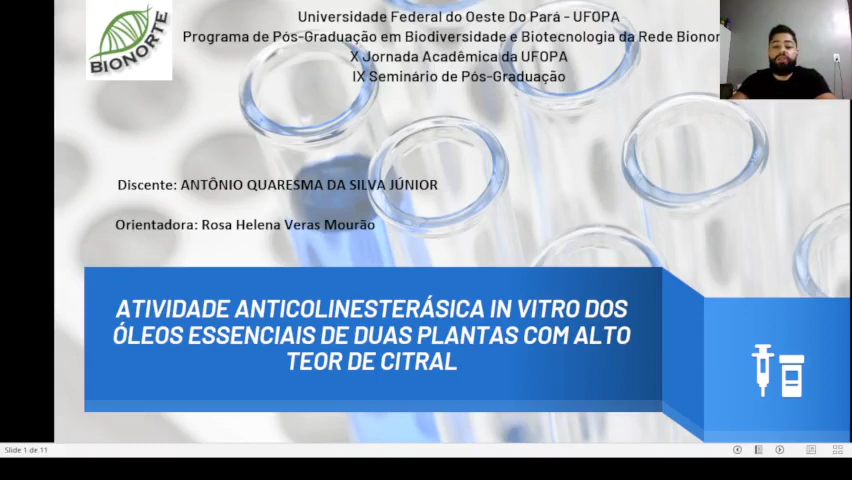 BIONORTE
Universidade Federal do Oeste Do Pará - UFOPA
Programa de Pós-Graduação em Biodiversidade e Biotecnologia da Rede Bionor
X Jornada Acadêmica da UFOPA
IX Seminário de Pós-Graduação
Discente: ANTÔNIO QUARESMA DA SILVA JÚNIOR
Orientadora: Rosa Helena Veras Mourão
ATIVIDADE ANTICOLINESTERÁSICA IN VITRO DOS
ÓLEOS ESSENCIAIS DE DUAS PLANTAS COM ALTO
TEOR DE CITRAL
Slide 1 de 11